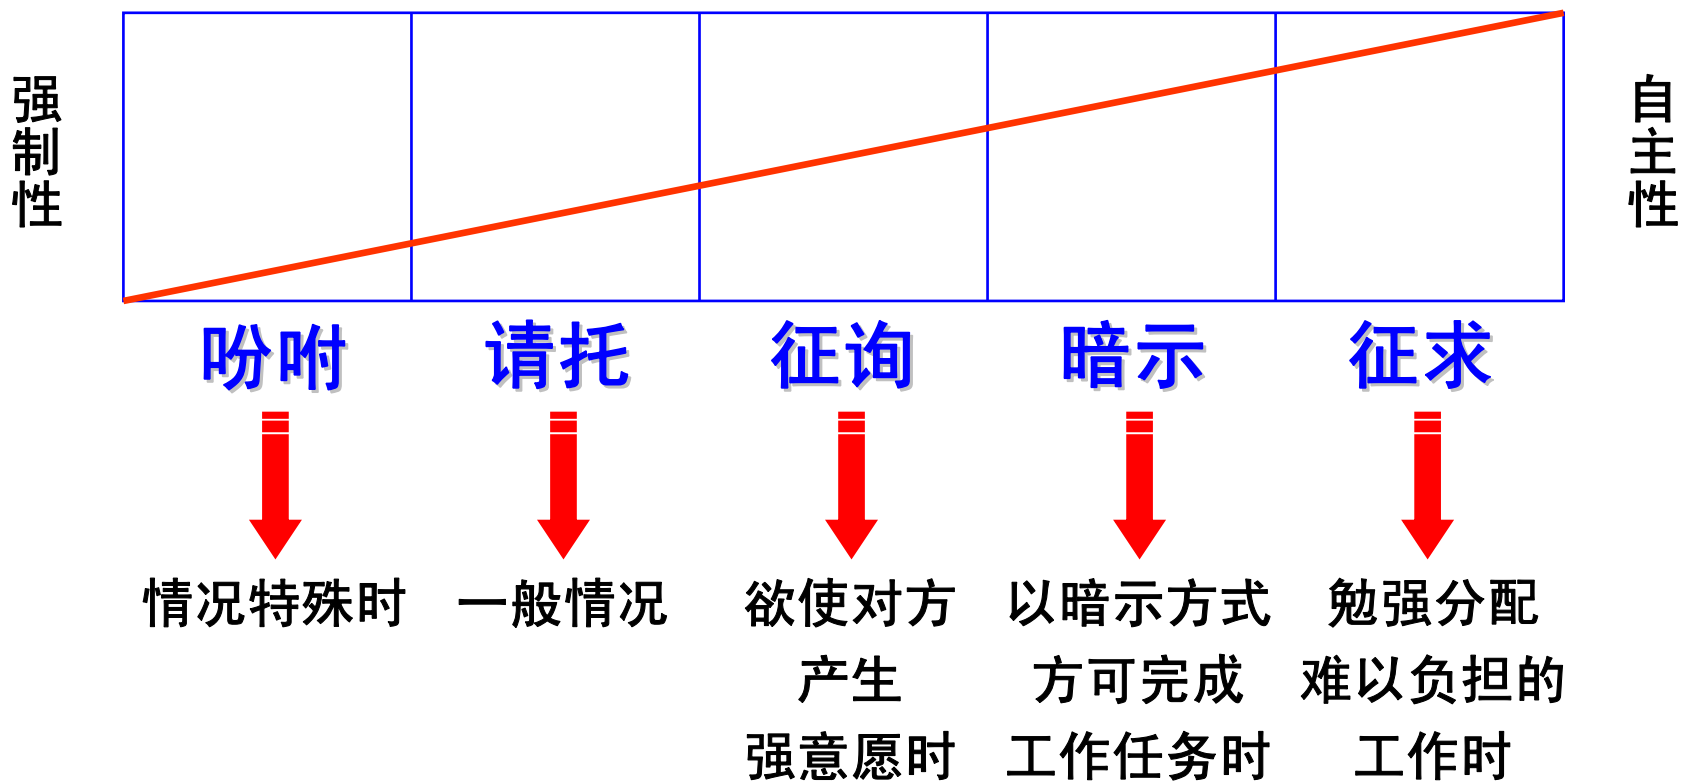 强制性
自主性
吩咐
请托
征询
暗示
征求
情况特殊时
一般情况
欲使对方
产生
强意愿时
以暗示方式
方可完成
工作任务时
勉强分配
难以负担的
工作时